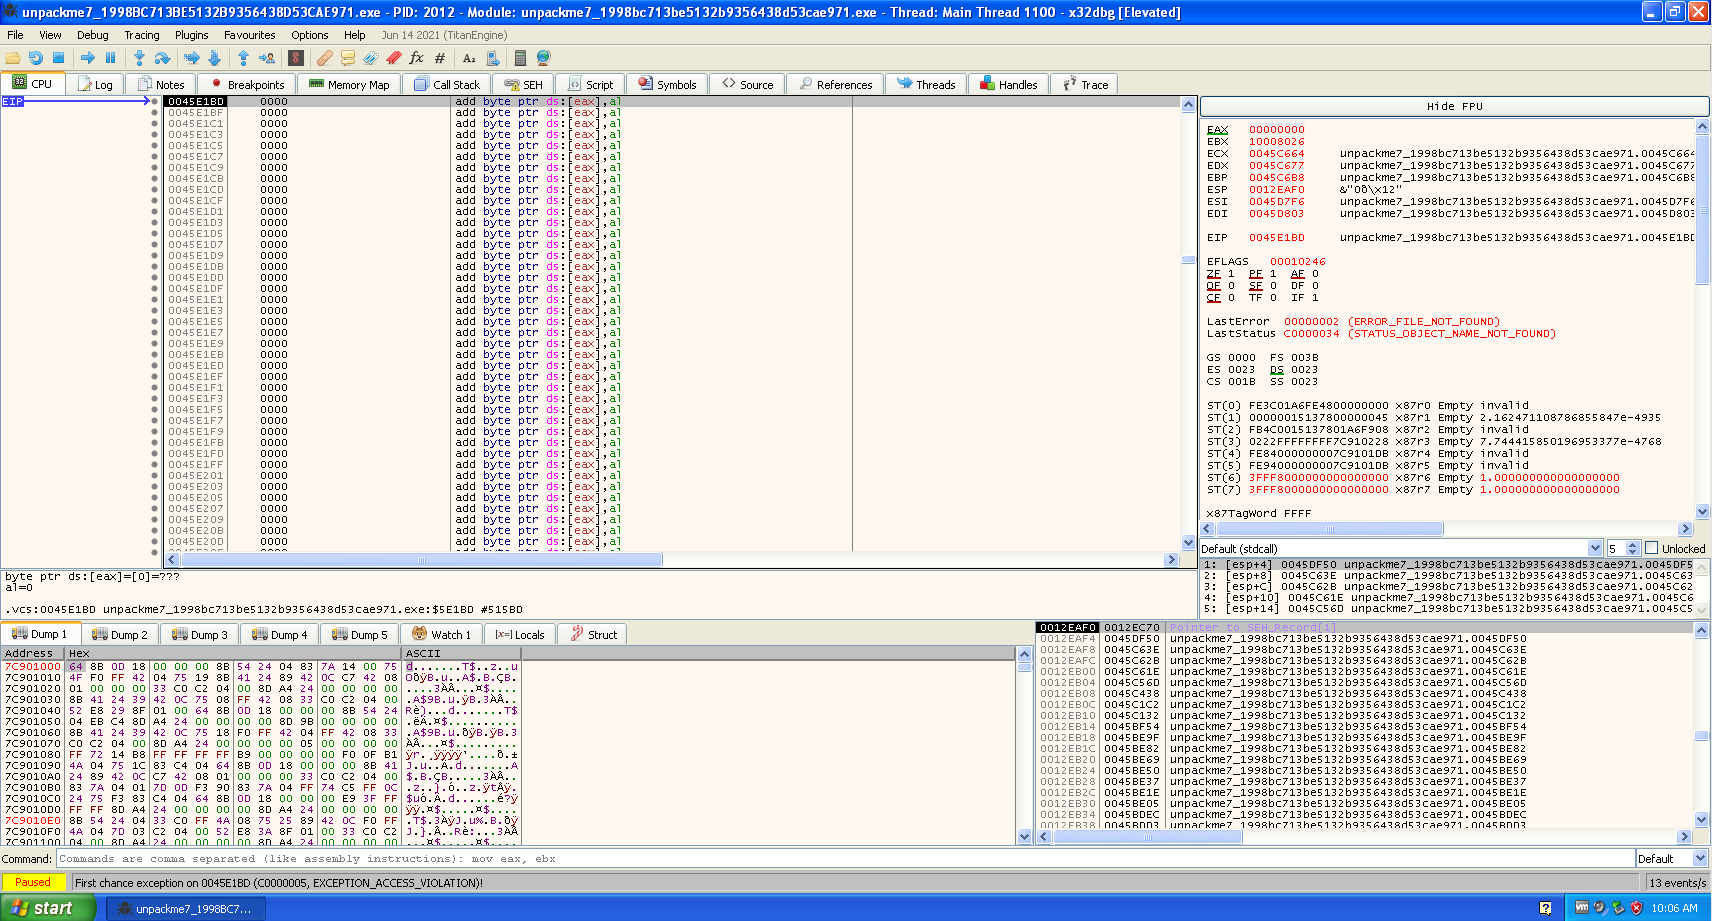 unpackme7_1998BC713BE5132B9356438D53CAE971.exe - PID: 2012 - Module: unpackme7_1998bc713be5132b9356438d53cae971.exe - Thread: Main Thread 1100 - x32dbg [Elevated]
File View Debug Tracing Plugins Favourites Options Help Jun 14 2021 (TitanEngine)
CPU Log Notes Breakpoints Memory Map Call Stack SEH Script Symbols Source References Threads Handles Trace
EIP
0045E1BD 0000 add byte ptr ds:[eax],al
0045E1BF 0000 add byte ptr ds:[eax],al
0045E1C1 0000 add byte ptr ds:[eax],al
0045E1C3 0000 add byte ptr ds:[eax],al
0045E1C5 0000 add byte ptr ds:[eax],al
0045E1C7 0000 add byte ptr ds:[eax],al
0045E1C9 0000 add byte ptr ds:[eax],al
0045E1CB 0000 add byte ptr ds:[eax],al
0045E1CD 0000 add byte ptr ds:[eax],al
0045E1CF 0000 add byte ptr ds:[eax],al
0045E1D1 0000 add byte ptr ds:[eax],al
0045E1D3 0000 add byte ptr ds:[eax],al
0045E1D5 0000 add byte ptr ds:[eax],al
0045E1D7 0000 add byte ptr ds:[eax],al
0045E1D9 0000 add byte ptr ds:[eax],al
0045E1DB 0000 add byte ptr ds:[eax],al
0045E1DD 0000 add byte ptr ds:[eax],al
0045E1DF 0000 add byte ptr ds:[eax],al
0045E1E1 0000 add byte ptr ds:[eax],al
0045E1E3 0000 add byte ptr ds:[eax],al
0045E1E5 0000 add byte ptr ds:[eax],al
0045E1E7 0000 add byte ptr ds:[eax],al
0045E1E9 0000 add byte ptr ds:[eax],al
0045E1EB 0000 add byte ptr ds:[eax],al
0045E1ED 0000 add byte ptr ds:[eax],al
0045E1EF 0000 add byte ptr ds:[eax],al
0045E1F1 0000 add byte ptr ds:[eax],al
0045E1F3 0000 add byte ptr ds:[eax],al
0045E1F5 0000 add byte ptr ds:[eax],al
0045E1F7 0000 add byte ptr ds:[eax],al
0045E1F9 0000 add byte ptr ds:[eax],al
0045E1FB 0000 add byte ptr ds:[eax],al
0045E1FD 0000 add byte ptr ds:[eax],al
0045E1FF 0000 add byte ptr ds:[eax],al
0045E201 0000 add byte ptr ds:[eax],al
0045E203 0000 add byte ptr ds:[eax],al
0045E205 0000 add byte ptr ds:[eax],al
0045E207 0000 add byte ptr ds:[eax],al
0045E209 0000 add byte ptr ds:[eax],al
0045E20B 0000 add byte ptr ds:[eax],al
0045E20D 0000 add byte ptr ds:[eax],al
Hide FPU
EAX 00000000
EBX 10008026
ECX 0045C664 unpackme7_1998bc713be5132b9356438d53cae971.0045C664
EDX 0045C677 unpackme7_1998bc713be5132b9356438d53cae971.0045C677
EBP 0045C6B8 unpackme7_1998bc713be5132b9356438d53cae971.0045C6B8
ESP 0012EAF0 &"0ð\x12"
ESI 0045D7F6 unpackme7_1998bc713be5132b9356438d53cae971.0045D7F6
EDI 0045D803 unpackme7_1998bc713be5132b9356438d53cae971.0045D803
EIP 0045E1BD unpackme7_1998bc713be5132b9356438d53cae971.0045E1BD
EFLAGS 00010246
ZF 1 PF 1 AF 0
OF 0 SF 0 DF 0
CF 0 TF 0 IF 1
LastError 00000002 (ERROR_FILE_NOT_FOUND)
LastStatus C0000034 (STATUS_OBJECT_NAME_NOT_FOUND)
GS 0000 FS 003B
ES 0023 DS 0023
CS 001B SS 0023
ST(0) FE3C01A6FE4800000000 x87r0 Empty invalid
ST(1) 00000015137800000045 x87r1 Empty 2.162471108786855847e-4935
ST(2) FB4C0015137801A6F908 x87r2 Empty invalid
ST(3) 0222FFFFFFFF7C910228 x87r3 Empty 7.744415850196953377e-4768
ST(4) FE84000000007C9101DB x87r4 Empty invalid
ST(5) FE94000000007C9101DB x87r5 Empty invalid
ST(6) 3FFF8000000000000000 x87r6 Empty 1.000000000000000000
ST(7) 3FFF8000000000000000 x87r7 Empty 1.000000000000000000
x87TagWord FFFF
Default (stdcall) 5 Unlocked
1: [esp+4] 0045DF50 unpackme7_1998bc713be5132b9356438d53cae971.0045DF5
2: [esp+8] 0045C63E unpackme7_1998bc713be5132b9356438d53cae971.0045C63
3: [esp+C] 0045C62B unpackme7_1998bc713be5132b9356438d53cae971.0045C62
4: [esp+10] 0045C61E unpackme7_1998bc713be5132b9356438d53cae971.0045C6
5: [esp+14] 0045C56D unpackme7_1998bc713be5132b9356438d53cae971.0045C5
byte ptr ds:[eax]=[0]=???
al=0
.vcs:0045E1BD unpackme7_1998bc713be5132b9356438d53cae971.exe:$5E1BD #515BD
Dump 1 Dump 2 Dump 3 Dump 4 Dump 5 Watch 1 [x=] Locals Struct
Address Hex ASCII
7C901000 64 8B 0D 18 00 00 00 8B 54 24 04 83 7A 14 00 75 d.......T$..z..u
7C901010 4F F0 FF 42 04 75 19 8B 41 24 89 42 0C C7 42 08 OðÿB.u..A$.B.ÇB.
7C901020 01 00 00 00 33 C0 C2 04 00 8D A4 24 00 00 00 00 ....3ÀÂ...¤$....
7C901030 8B 41 24 39 42 0C 75 08 FF 42 08 33 C0 C2 04 00 .A$9B.u.ÿB.3ÀÂ..
7C901040 52 E8 29 8F 01 00 64 8B 0D 18 00 00 00 8B 54 24 Rè)...d.......T$
7C901050 04 EB C4 8D A4 24 00 00 00 00 8D 9B 00 00 00 00 .ëÄ.¤$..........
7C901060 8B 41 24 39 42 0C 75 18 F0 FF 42 04 FF 42 08 33 .A$9B.u.ðÿB.ÿB.3
7C901070 C0 C2 04 00 8D A4 24 00 00 00 00 05 00 00 00 00 ÀÂ...¤$.........
7C901080 FF 72 14 B8 FF FF FF FF B9 00 00 00 00 F0 0F B1 ÿr.¸ÿÿÿÿ¹....ð.±
7C901090 4A 04 75 1C 83 C4 04 64 8B 0D 18 00 00 00 8B 41 J.u..Ä.d.......A
7C9010A0 24 89 42 0C C7 42 08 01 00 00 00 33 C0 C2 04 00 $.B.ÇB.....3ÀÂ..
7C9010B0 83 7A 04 01 7D 0D F3 90 83 7A 04 FF 74 C5 FF 0C .z..}.ó..z.ÿtÅÿ.
7C9010C0 24 75 F3 83 C4 04 64 8B 0D 18 00 00 00 E9 3F FF $uó.Ä.d......é?ÿ
7C9010D0 FF FF 8D A4 24 00 00 00 00 8D A4 24 00 00 00 00 ÿÿ.¤$.....¤$....
7C9010E0 8B 54 24 04 33 C0 FF 4A 08 75 25 89 42 0C F0 FF .T$.3ÀÿJ.u%.B.ðÿ
7C9010F0 4A 04 7D 03 C2 04 00 52 E8 3A 8F 01 00 33 C0 C2 J.}.Â..Rè:...3ÀÂ
7C901100 04 00 8D A4 24 00 00 00 00 8D A4 24 00 00 00 00 ...¤$.....¤$....
0012EAF0 0012EC70 Pointer to SEH_Record[1]
0012EAF4 0045DF50 unpackme7_1998bc713be5132b9356438d53cae971.0045DF50
0012EAF8 0045C63E unpackme7_1998bc713be5132b9356438d53cae971.0045C63E
0012EAFC 0045C62B unpackme7_1998bc713be5132b9356438d53cae971.0045C62B
0012EB00 0045C61E unpackme7_1998bc713be5132b9356438d53cae971.0045C61E
0012EB04 0045C56D unpackme7_1998bc713be5132b9356438d53cae971.0045C56D
0012EB08 0045C438 unpackme7_1998bc713be5132b9356438d53cae971.0045C438
0012EB0C 0045C1C2 unpackme7_1998bc713be5132b9356438d53cae971.0045C1C2
0012EB10 0045C132 unpackme7_1998bc713be5132b9356438d53cae971.0045C132
0012EB14 0045BF54 unpackme7_1998bc713be5132b9356438d53cae971.0045BF54
0012EB18 0045BE9F unpackme7_1998bc713be5132b9356438d53cae971.0045BE9F
0012EB1C 0045BE82 unpackme7_1998bc713be5132b9356438d53cae971.0045BE82
0012EB20 0045BE69 unpackme7_1998bc713be5132b9356438d53cae971.0045BE69
0012EB24 0045BE50 unpackme7_1998bc713be5132b9356438d53cae971.0045BE50
0012EB28 0045BE37 unpackme7_1998bc713be5132b9356438d53cae971.0045BE37
0012EB2C 0045BE1E unpackme7_1998bc713be5132b9356438d53cae971.0045BE1E
0012EB30 0045BE05 unpackme7_1998bc713be5132b9356438d53cae971.0045BE05
0012EB34 0045BDEC unpackme7_1998bc713be5132b9356438d53cae971.0045BDEC
0012EB38 0045BDD3 unpackme7_1998bc713be5132b9356438d53cae971.0045BDD3
Command: Commands are comma separated (like assembly instructions): mov eax, ebx Default
Paused First chance exception on 0045E1BD (C0000005, EXCEPTION_ACCESS_VIOLATION)! 13 events/s
start unpackme7_1998BC7... 10:06 AM